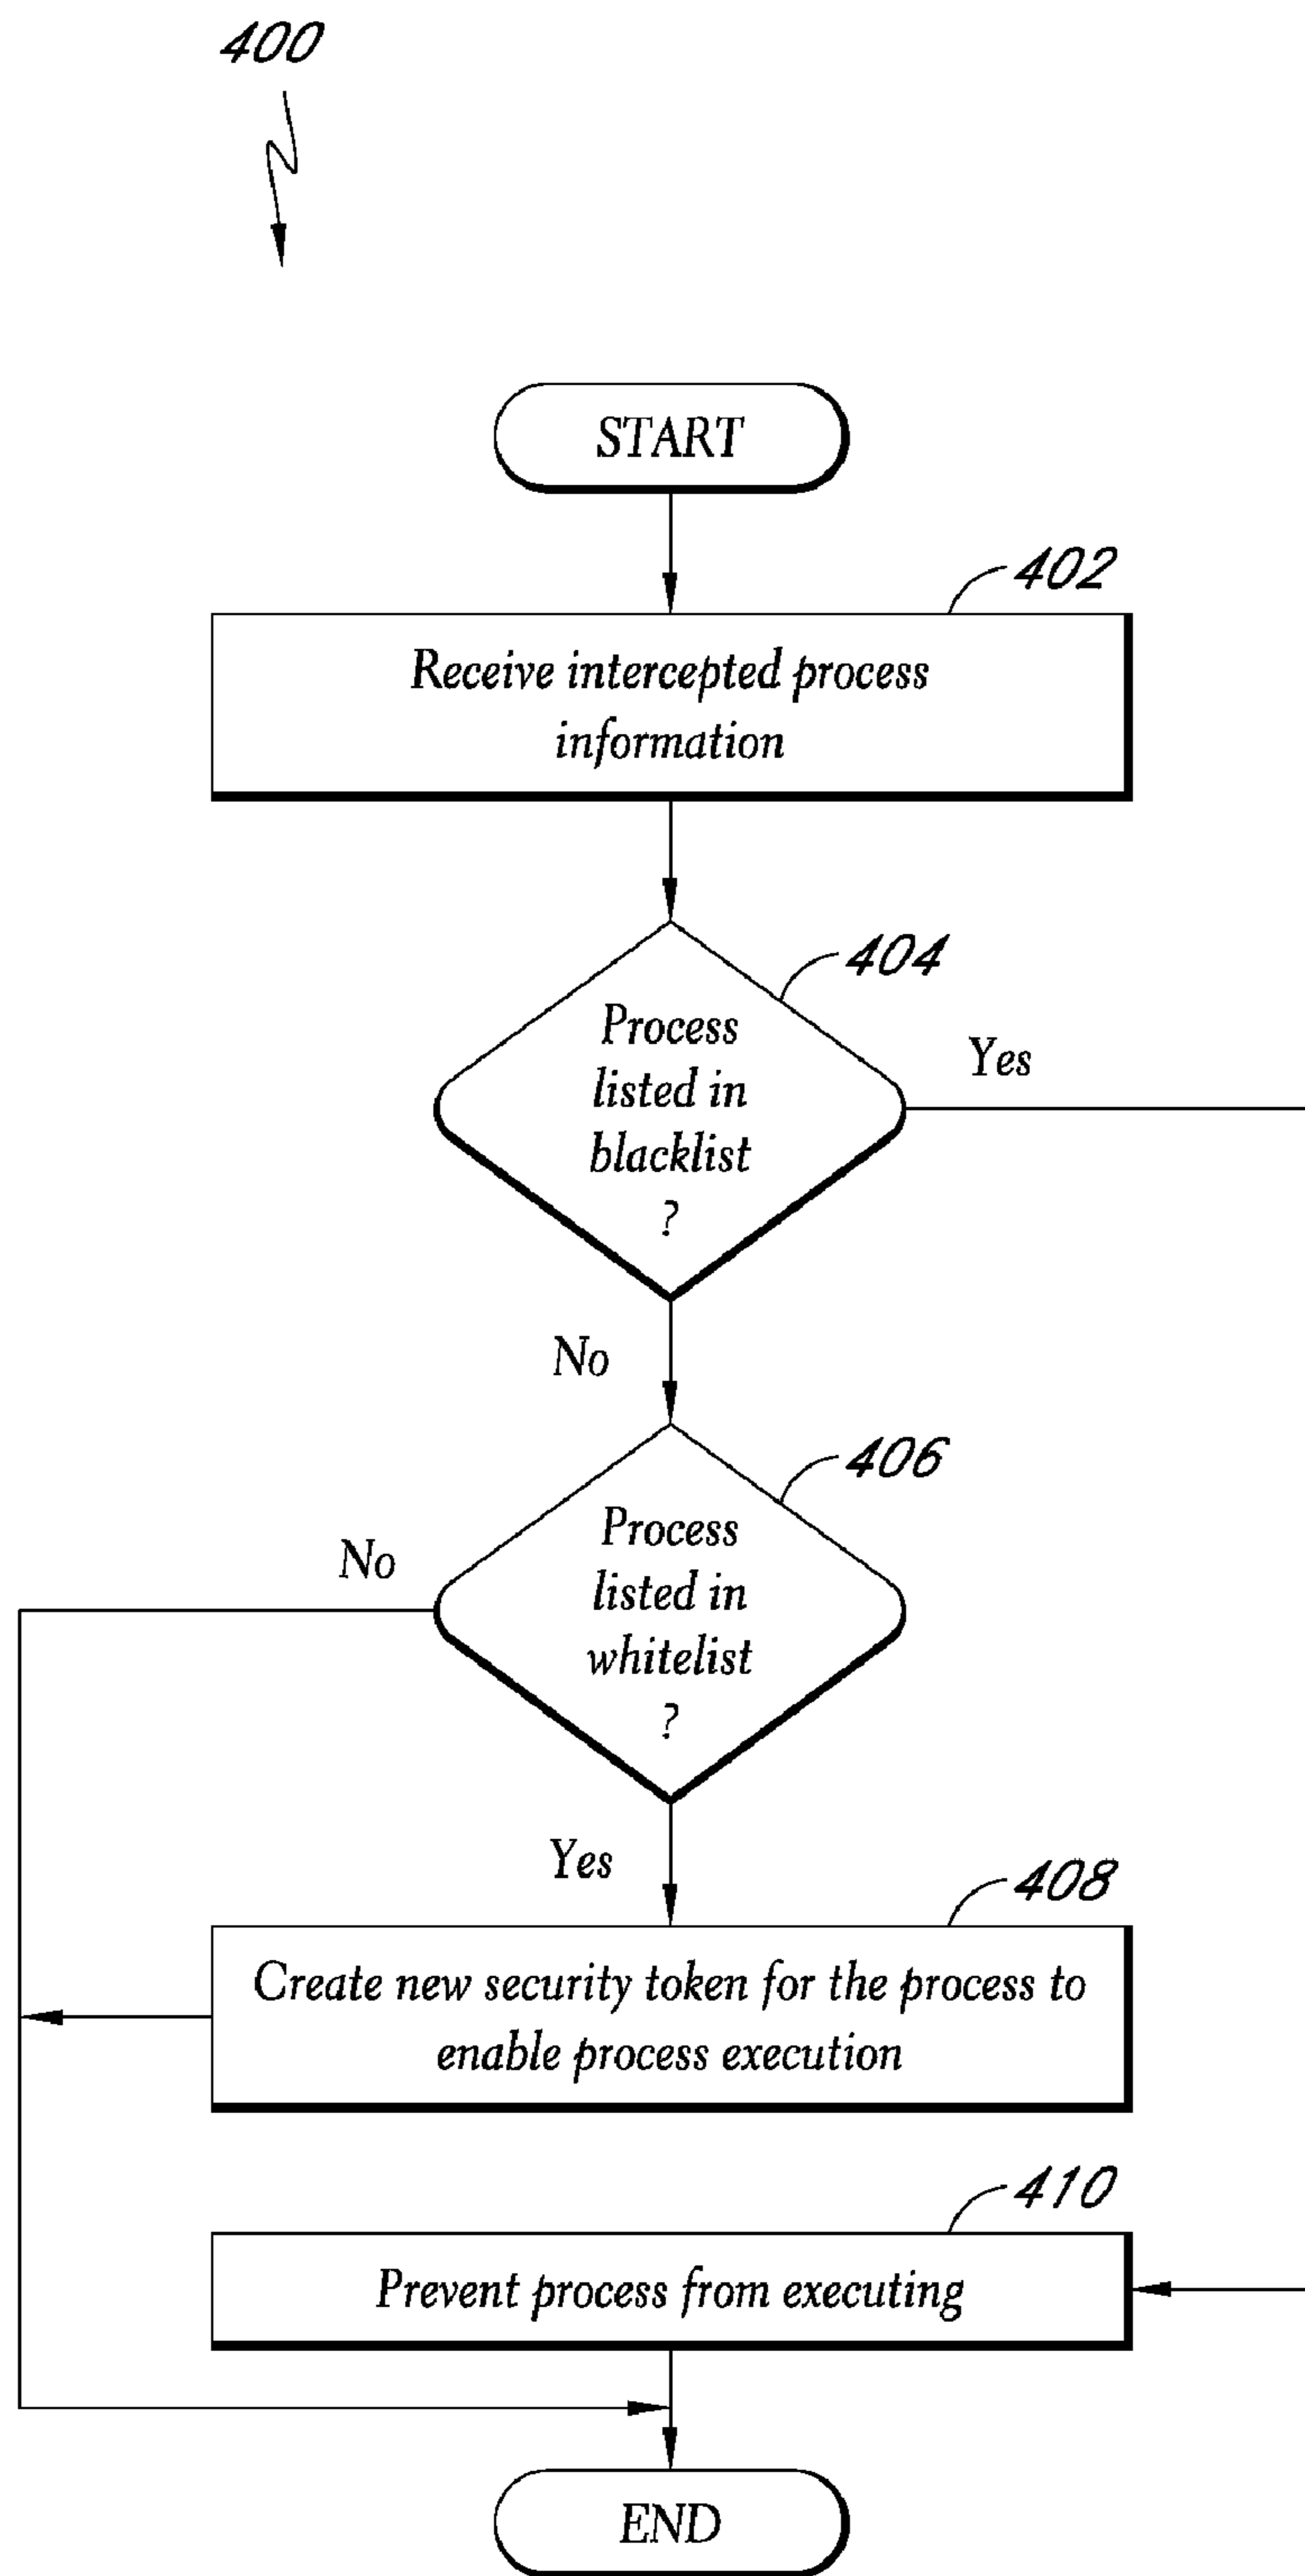 400
START
402
Receive intercepted process
information
404
Process
listed in
blacklist
?
Yes
No
406
Process
listed in
whitelist
?
No
Yes
408
Create new security token for the process to
enable process execution
410
Prevent process from executing
END